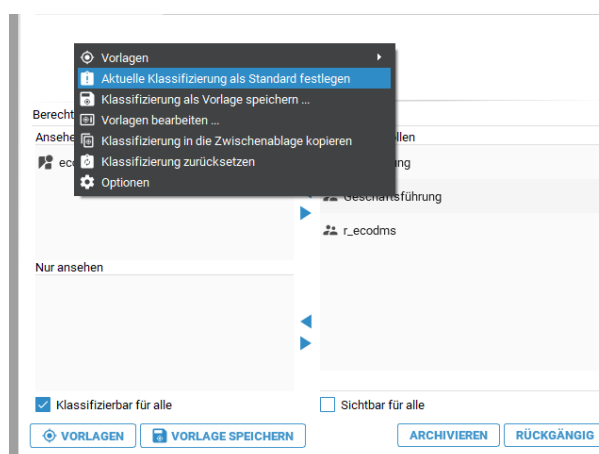 Vorlagen
Aktuelle Klassifizierung als Standard festlegen
Klassifizierung als Vorlage speichern ...
Vorlagen bearbeiten ...
Klassifizierung in die Zwischenablage kopieren
Klassifizierung zurücksetzen
Optionen
Berecht
Ansehe
llen
eco
ng
Geschäftsführung
r_ecodms
Nur ansehen
Klassifizierbar für alle
Sichtbar für alle
VORLAGEN
VORLAGE SPEICHERN
ARCHIVIEREN
RÜCKGÄNGIG